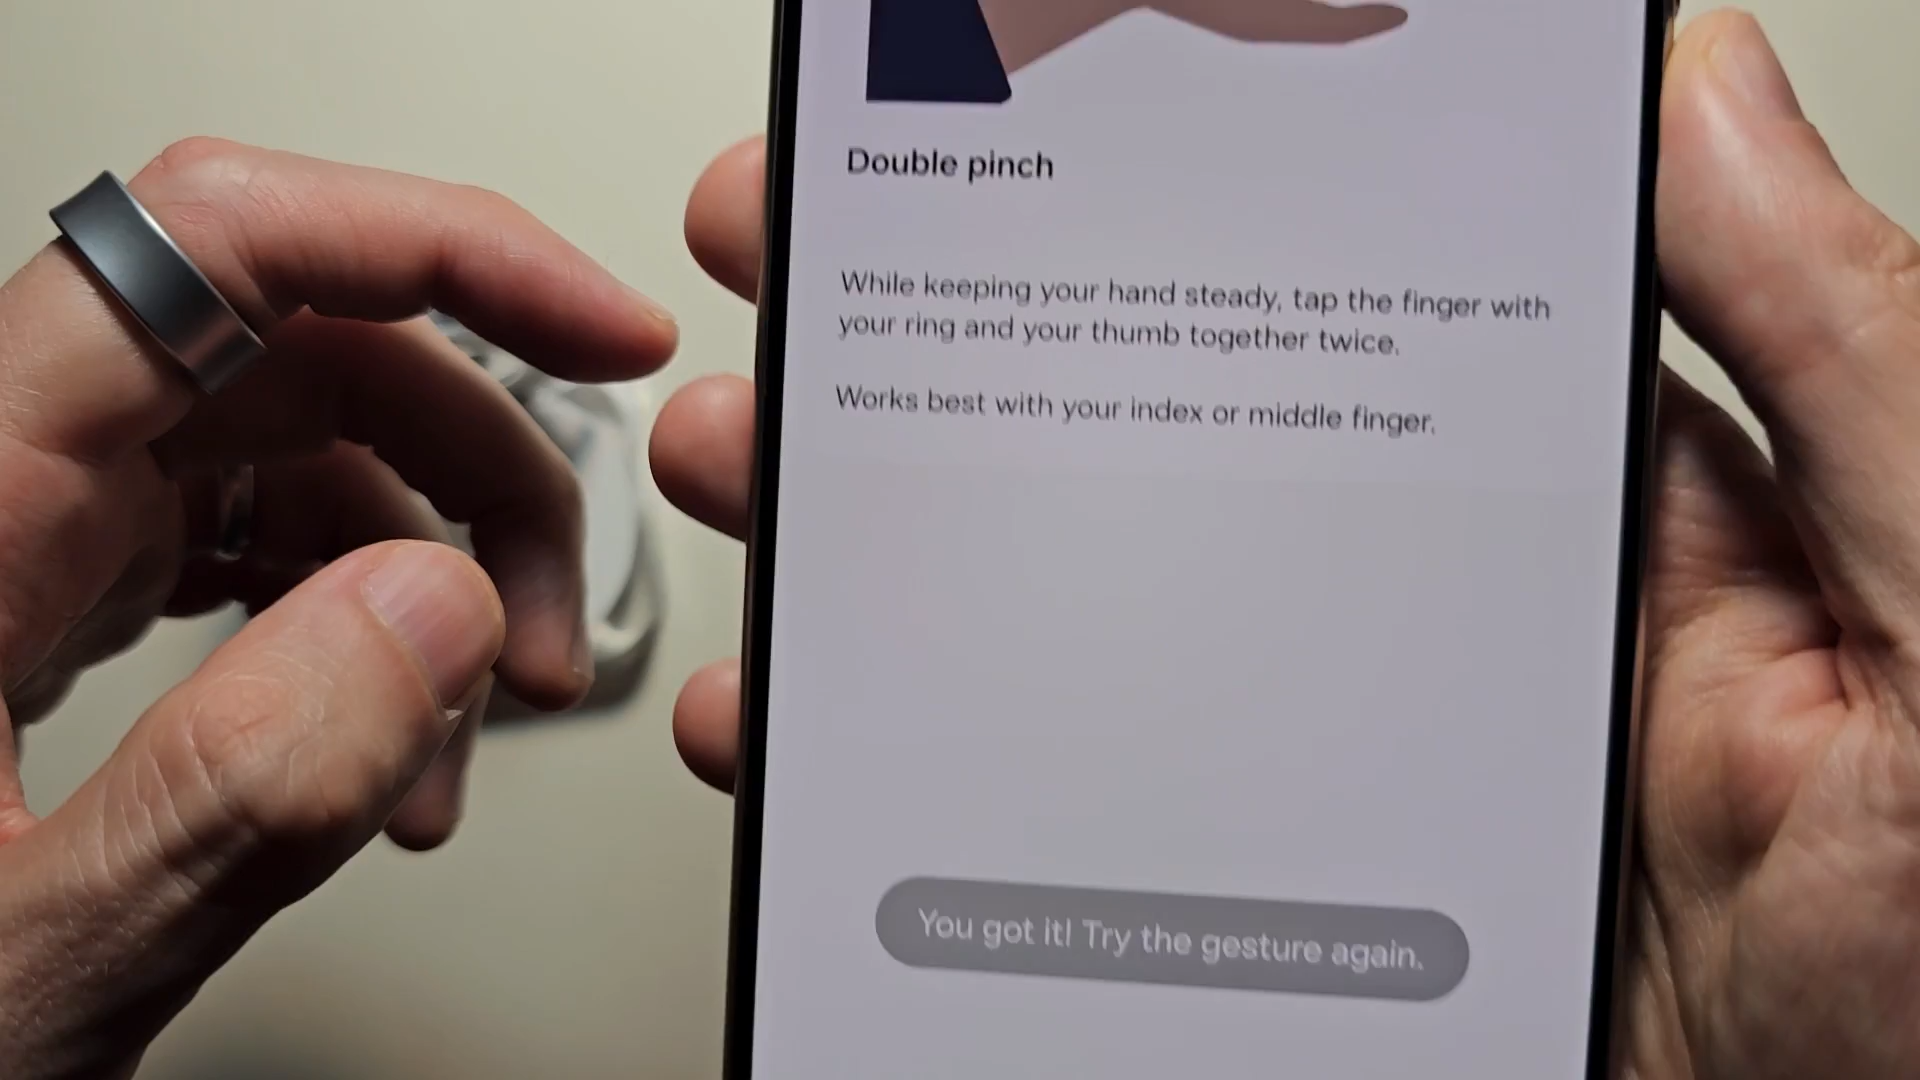 Double pinch
While keeping your hand steady, tap the finger with
your ring and your thumb together twice.
Works best with your index or middle finger.
You got it! Try the gesture again.